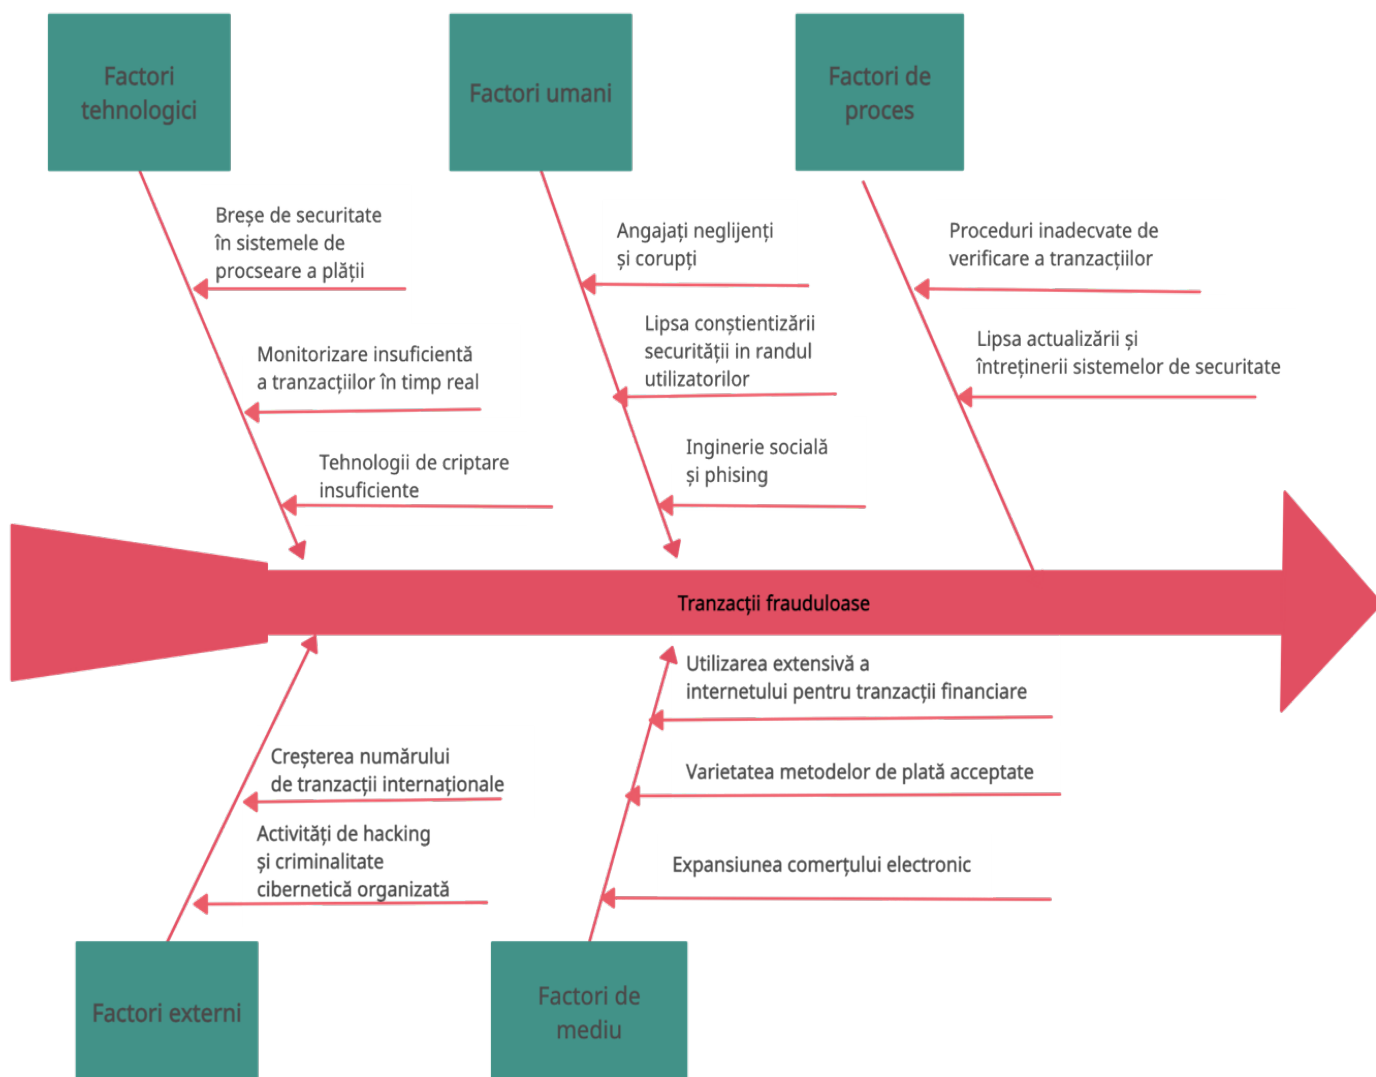 Factori
tehnologici
Factori umani
Factori de
proces
Breșe de securitate
în sistemele de
procseare a plății
Monitorizare insuficientă
a tranzacțiilor în timp real
Tehnologii de criptare
insuficiente
Angajați neglijenți
și corupți
Lipsa conștientizării
securității in randul
utilizatorilor
Inginerie socială
și phising
Proceduri inadecvate de
verificare a tranzacțiilor
Lipsa actualizării și
întreținerii sistemelor de securitate
Tranzacții frauduloase
Creșterea numărului
de tranzacții internaționale
Activități de hacking
și criminalitate
cibernetică organizată
Utilizarea extensivă a
internetului pentru tranzacții financiare
Varietatea metodelor de plată acceptate
Expansiunea comerțului electronic
Factori externi
Factori de
mediu